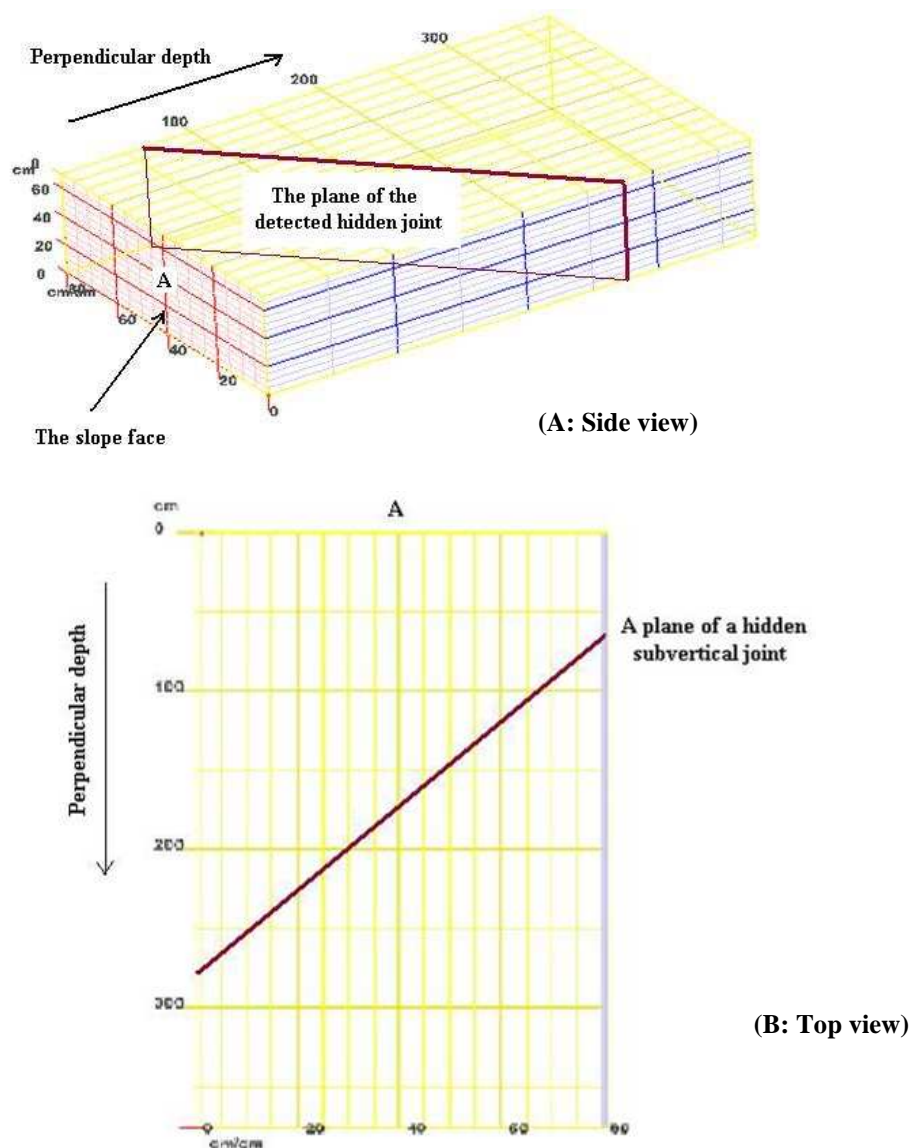 300
Perpendicular depth
200
100
0
cm
60
The plane of the
detected hidden joint
40
20
A
0
60
40
20
0
(A: Side view)
The slope face
cm
A
0
A plane of a hidden
subvertical joint
100
Perpendicular depth
200
300
(B: Top view)
0
20
40
60
80
cm/cm